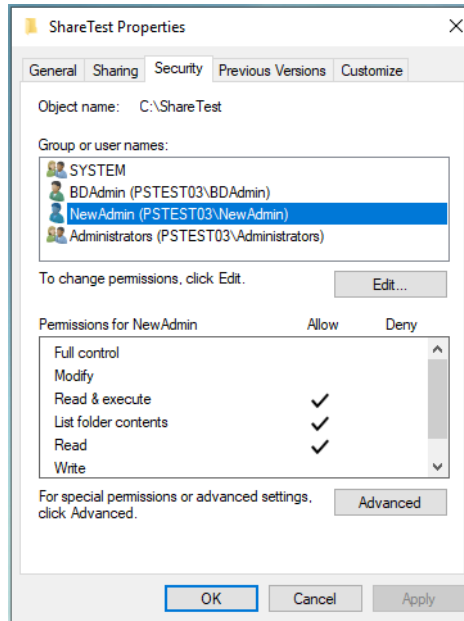 ShareTest Properties
General Sharing Security Previous Versions Customize
Object name: C:\ShareTest
Group or user names:
SYSTEM
BDAdmin (PSTEST03\BDAdmin)
NewAdmin (PSTEST03\NewAdmin)
Administrators (PSTEST03\Administrators)
To change permissions, click Edit.
Edit...
Permissions for NewAdmin Allow Deny
Full control
Modify
Read & execute
List folder contents
Read
Write
For special permissions or advanced settings,
click Advanced.
Advanced
OK Cancel Apply